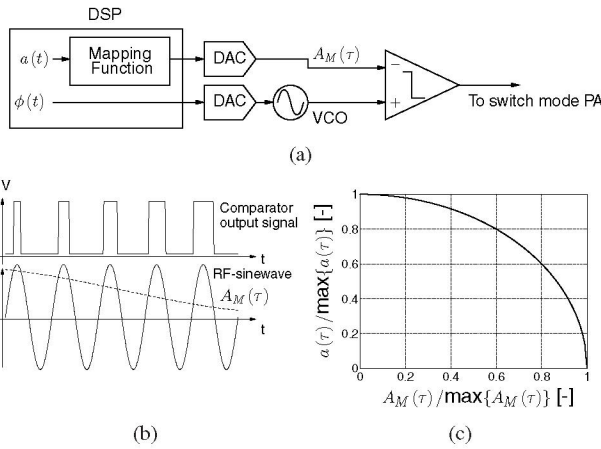 DSP
a(t)
Mapping
Function
DAC
A_M(τ)
−
ϕ(t)
DAC
VCO
+
To switch mode PA
(a)
V
Comparator
output signal
t
RF-sinewave
A_M(τ)
t
(b)
a(τ)/max{a(τ)} [-]
1
0.8
0.6
0.4
0.2
0
0
0.2
0.4
0.6
0.8
1
A_M(τ)/max{A_M(τ)} [-]
(c)